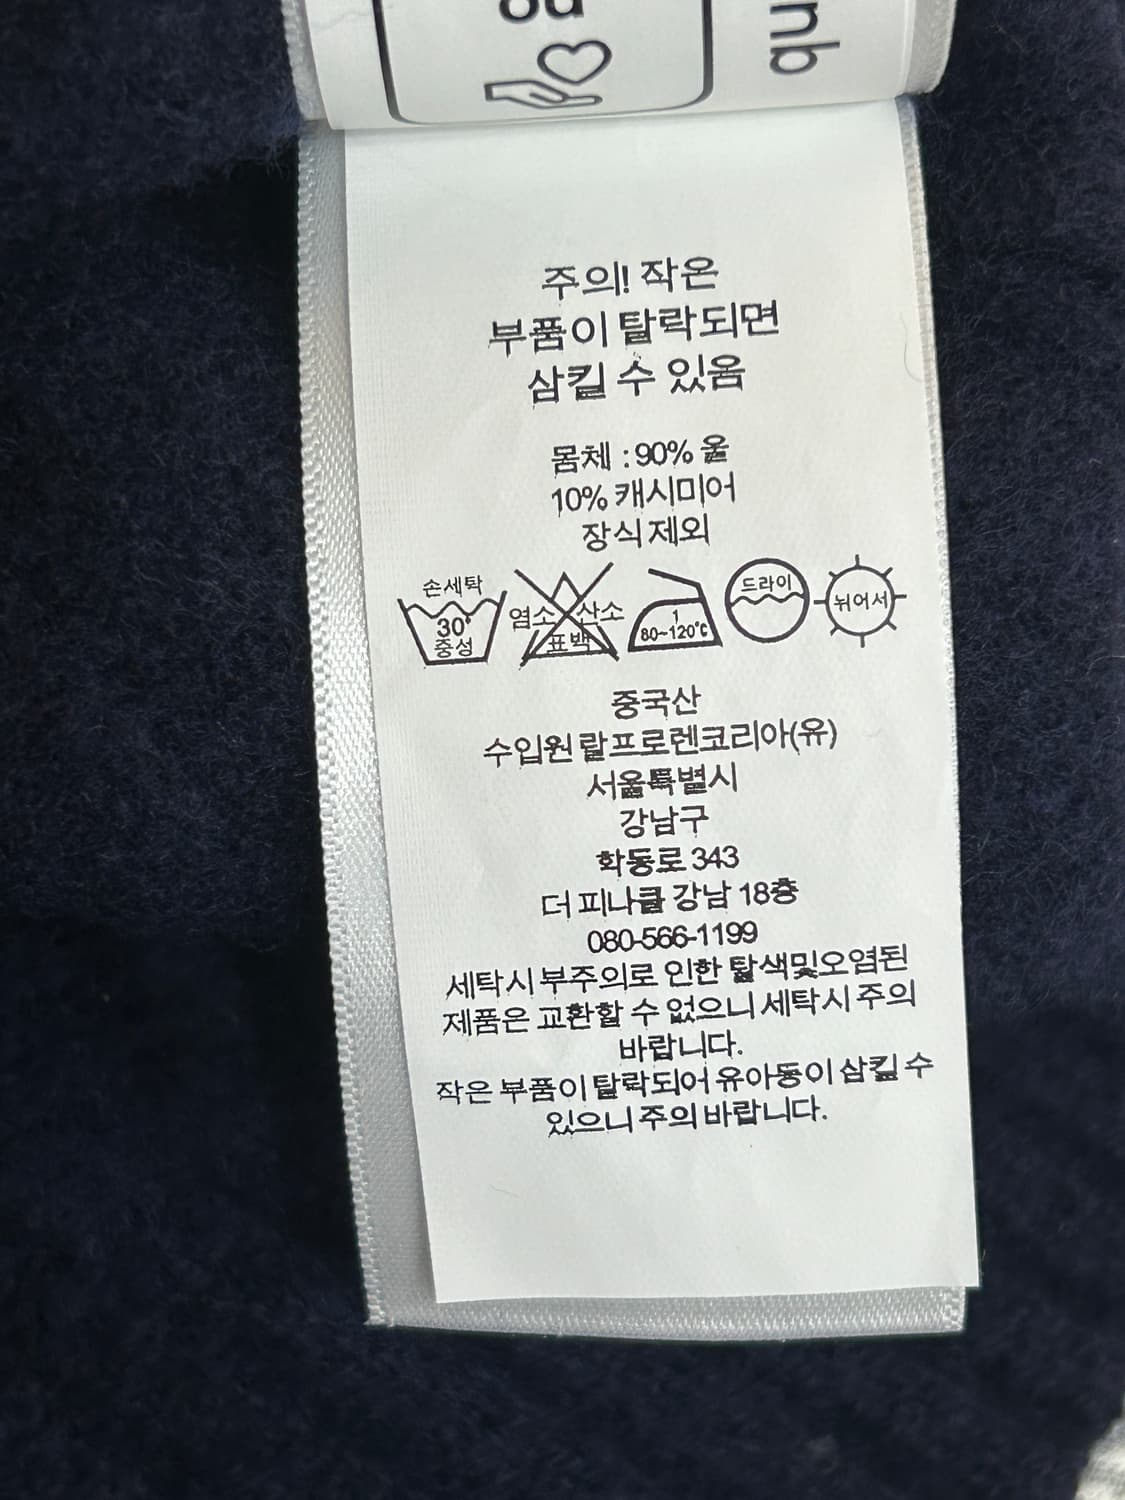 주의! 작은
부품이 탈락되면
삼킬 수 있음
몸체 : 90% 울
10% 캐시미어
장식 제외
손세탁
30°
중성
염소 산소
표백
1
80~120℃
드라이
뉘어서
중국산
수입원 랄프로렌코리아(유)
서울특별시
강남구
학동로 343
더 피나클 강남 18층
080-566-1199
세탁시 부주의로 인한 탈색및오염된
제품은 교환할 수 없으니 세탁시 주의
바랍니다.
작은 부품이 탈락되어 유아동이 삼킬 수
있으니 주의 바랍니다.